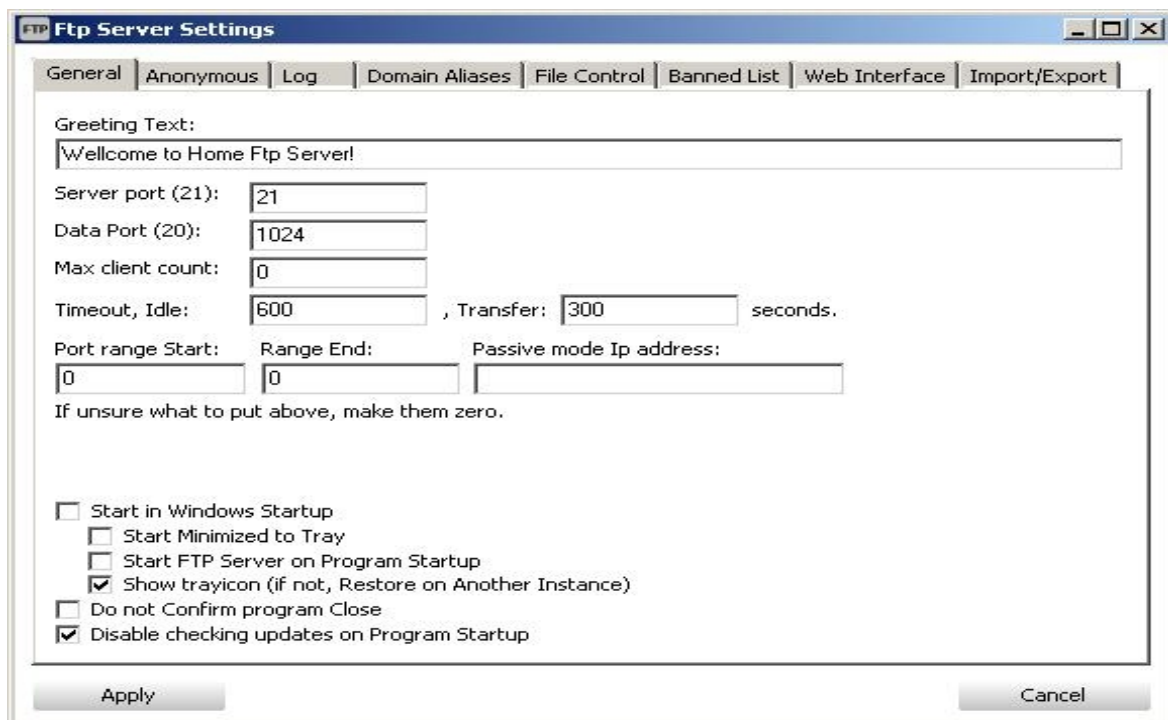 FTP Ftp Server Settings
General Anonymous Log Domain Aliases File Control Banned List Web Interface Import/Export
Greeting Text:
Wellcome to Home Ftp Server!
Server port (21): 21
Data Port (20): 1024
Max client count: 0
Timeout, Idle: 600 , Transfer: 300 seconds.
Port range Start: Range End: Passive mode Ip address:
0 0
If unsure what to put above, make them zero.
Start in Windows Startup
Start Minimized to Tray
Start FTP Server on Program Startup
Show trayicon (if not, Restore on Another Instance)
Do not Confirm program Close
Disable checking updates on Program Startup
Apply Cancel